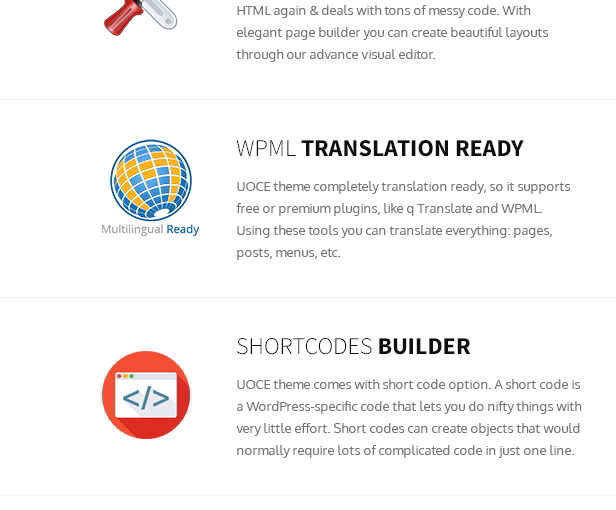 HTML again & deals with tons of messy code. With
elegant page builder you can create beautiful layouts
through our advance visual editor.
WPML TRANSLATION READY
UOCE theme completely translation ready, so it supports
free or premium plugins, like q Translate and WPML.
Using these tools you can translate everything: pages,
posts, menus, etc.
Multilingual Ready
SHORTCODES BUILDER
UOCE theme comes with short code option. A short code is
a WordPress-specific code that lets you do nifty things with
very little effort. Short codes can create objects that would
normally require lots of complicated code in just one line.
</>